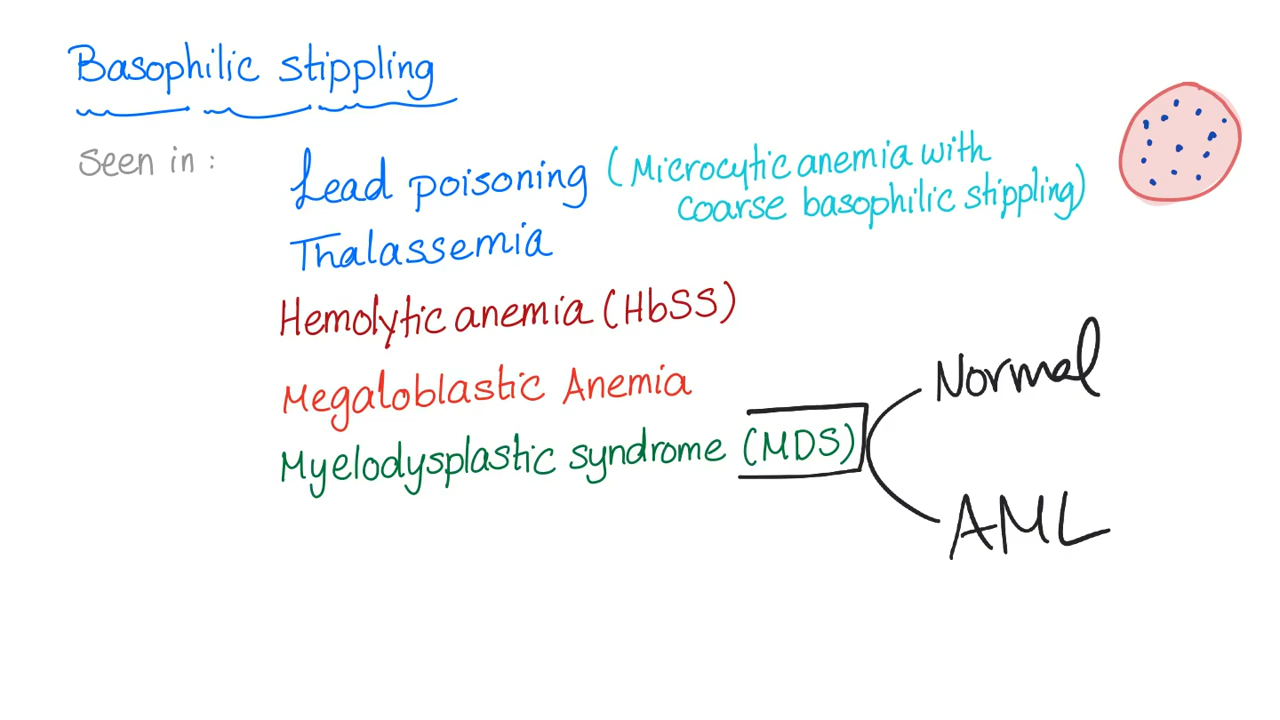 Basophilic stippling
seen in :
Lead poisoning (Microcytic anemia with
coarse basophilic stippling)
Thalassemia
Hemolytic anemia (HbSS)
Megaloblastic Anemia
Myelodysplastic syndrome (MDS)
Normal
AML